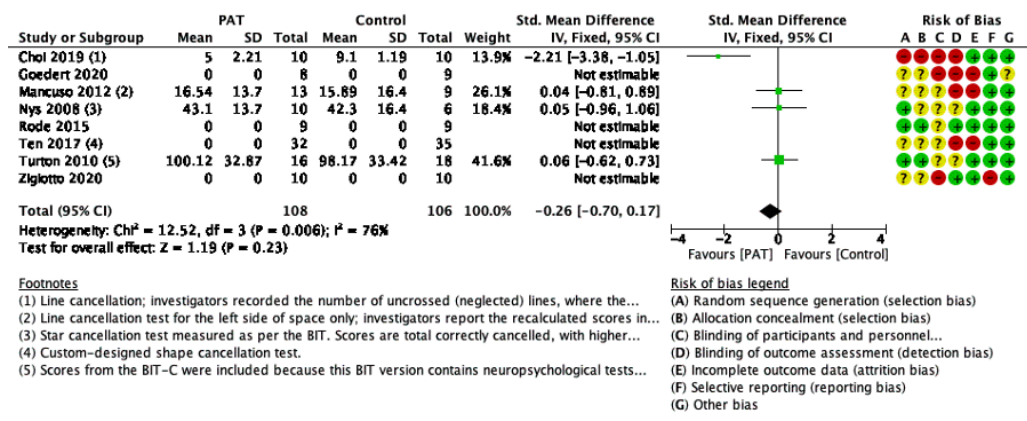 PAT Control Std. Mean Difference Std. Mean Difference Risk of Bias
Study or Subgroup Mean SD Total Mean SD Total Weight IV, Fixed, 95% CI IV, Fixed, 95% CI A B C D E F G
Choi 2019 (1) 5 2.21 10 9.1 1.19 10 13.9% −2.21 [−3.38, −1.05] − − − − + + +
Goedert 2020 0 0 8 0 0 9 Not estimable ? ? − − − + ?
Mancuso 2012 (2) 16.54 13.7 13 15.89 16.4 9 26.1% 0.04 [−0.81, 0.89] ? ? ? − − + +
Nys 2008 (3) 43.1 13.7 10 42.3 16.4 6 18.4% 0.05 [−0.96, 1.06] + ? ? ? + + +
Rode 2015 0 0 9 0 0 9 Not estimable + + ? + + + +
Ten 2017 (4) 0 0 32 0 0 35 Not estimable ? ? ? − − + +
Turton 2010 (5) 100.12 32.87 16 98.17 33.42 18 41.6% 0.06 [−0.62, 0.73] + + ? ? + + +
Ziglotto 2020 0 0 10 0 0 10 Not estimable ? ? − + + − +
Total (95% CI) 108 106 100.0% −0.26 [−0.70, 0.17]
Heterogeneity: Chi² = 12.52, df = 3 (P = 0.006); I² = 76%
Test for overall effect: Z = 1.19 (P = 0.23)
−4 −2 0 2 4
Favours [PAT] Favours [Control]
Footnotes
(1) Line cancellation; investigators recorded the number of uncrossed (neglected) lines, where the...
(2) Line cancellation test for the left side of space only; investigators report the recalculated scores in...
(3) Star cancellation test measured as per the BIT. Scores are total correctly cancelled, with higher...
(4) Custom-designed shape cancellation test.
(5) Scores from the BIT-C were included because this BIT version contains neuropsychological tests...
Risk of bias legend
(A) Random sequence generation (selection bias)
(B) Allocation concealment (selection bias)
(C) Blinding of participants and personnel...
(D) Blinding of outcome assessment (detection bias)
(E) Incomplete outcome data (attrition bias)
(F) Selective reporting (reporting bias)
(G) Other bias